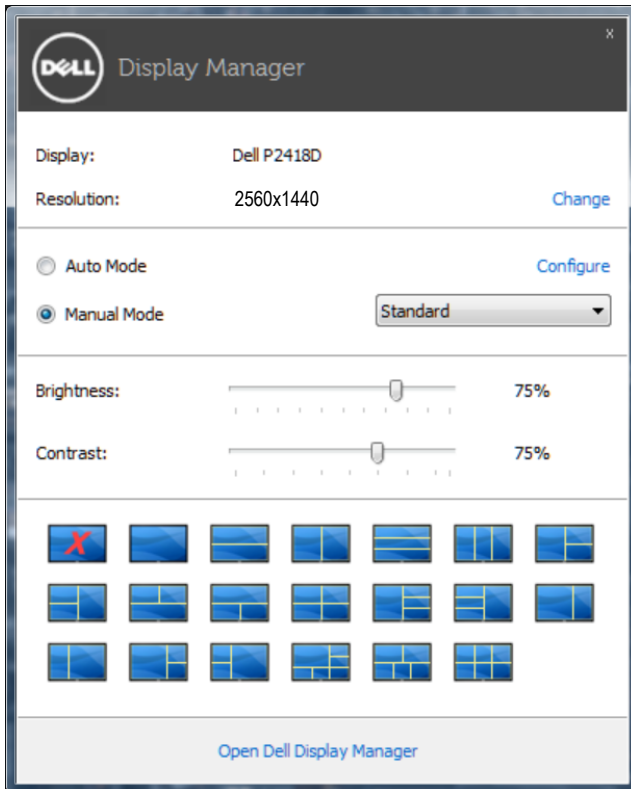 DELL Display Manager
x
Display: Dell P2418D
Resolution: 2560x1440 Change
Auto Mode Configure
Manual Mode Standard
Brightness: 75%
Contrast: 75%
Open Dell Display Manager